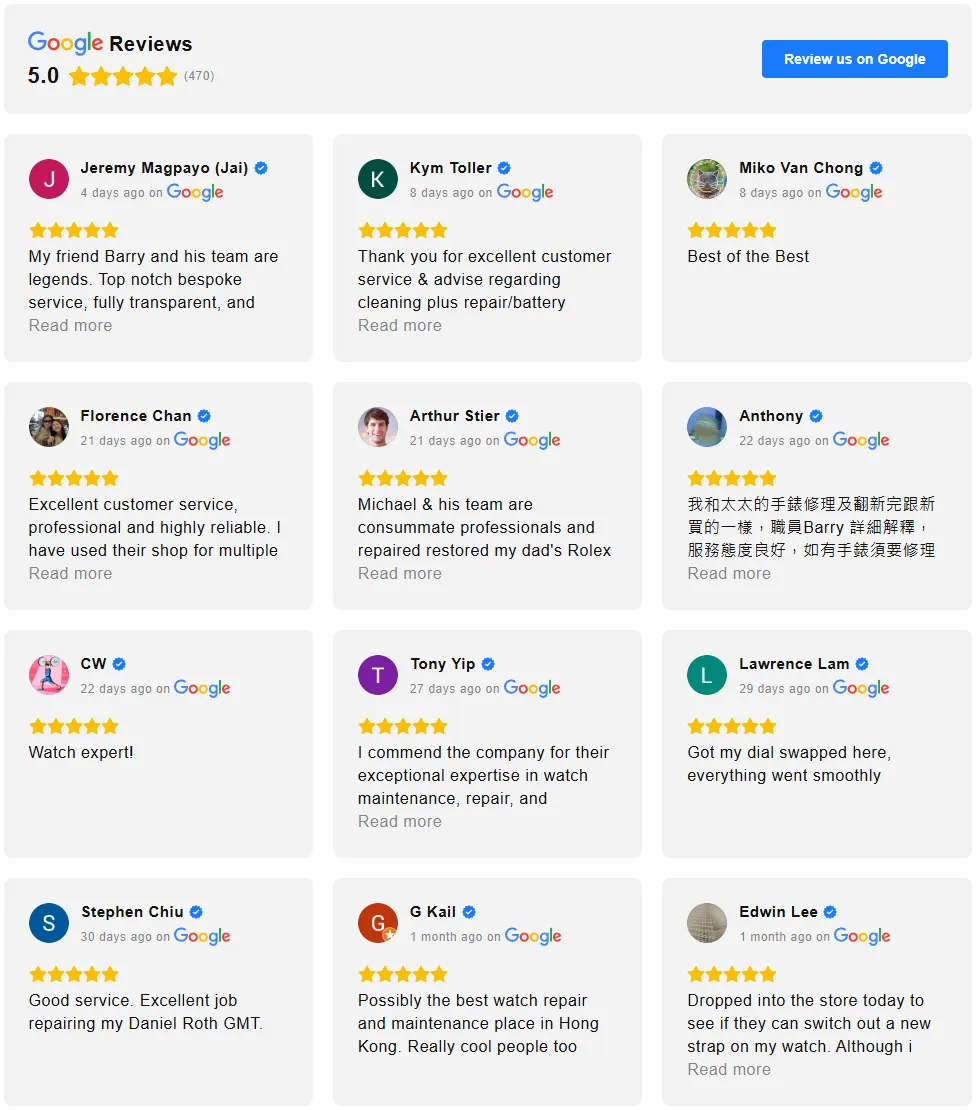 Google Reviews
5.0 (470)
Review us on Google
J
Jeremy Magpayo (Jai)
4 days ago on Google
My friend Barry and his team are
legends. Top notch bespoke
service, fully transparent, and
Read more
K
Kym Toller
8 days ago on Google
Thank you for excellent customer
service & advise regarding
cleaning plus repair/battery
Read more
Miko Van Chong
8 days ago on Google
Best of the Best
Florence Chan
21 days ago on Google
Excellent customer service,
professional and highly reliable. I
have used their shop for multiple
Read more
Arthur Stier
21 days ago on Google
Michael & his team are
consummate professionals and
repaired restored my dad's Rolex
Read more
Anthony
22 days ago on Google
我和太太的手錶修理及翻新完跟新
買的一樣，職員Barry 詳細解釋，
服務態度良好，如有手錶須要修理
Read more
CW
22 days ago on Google
Watch expert!
T
Tony Yip
27 days ago on Google
I commend the company for their
exceptional expertise in watch
maintenance, repair, and
Read more
L
Lawrence Lam
29 days ago on Google
Got my dial swapped here,
everything went smoothly
S
Stephen Chiu
30 days ago on Google
Good service. Excellent job
repairing my Daniel Roth GMT.
G
G Kail
1 month ago on Google
Possibly the best watch repair
and maintenance place in Hong
Kong. Really cool people too
Edwin Lee
1 month ago on Google
Dropped into the store today to
see if they can switch out a new
strap on my watch. Although i
Read more